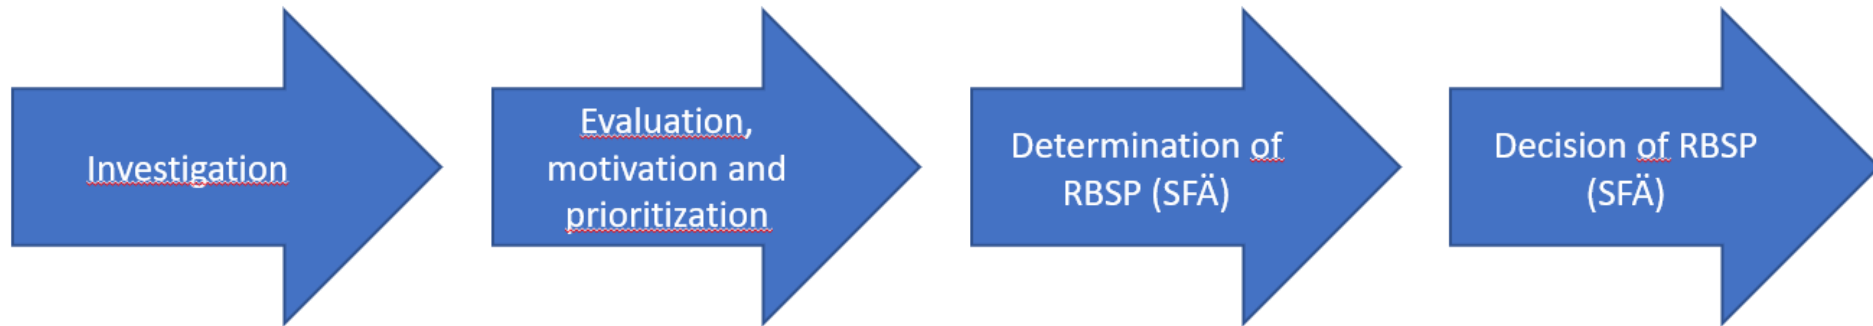 Investigation
Evaluation,
motivation and
prioritization
Determination of
RBSP (SFÄ)
Decision of RBSP
(SFÄ)